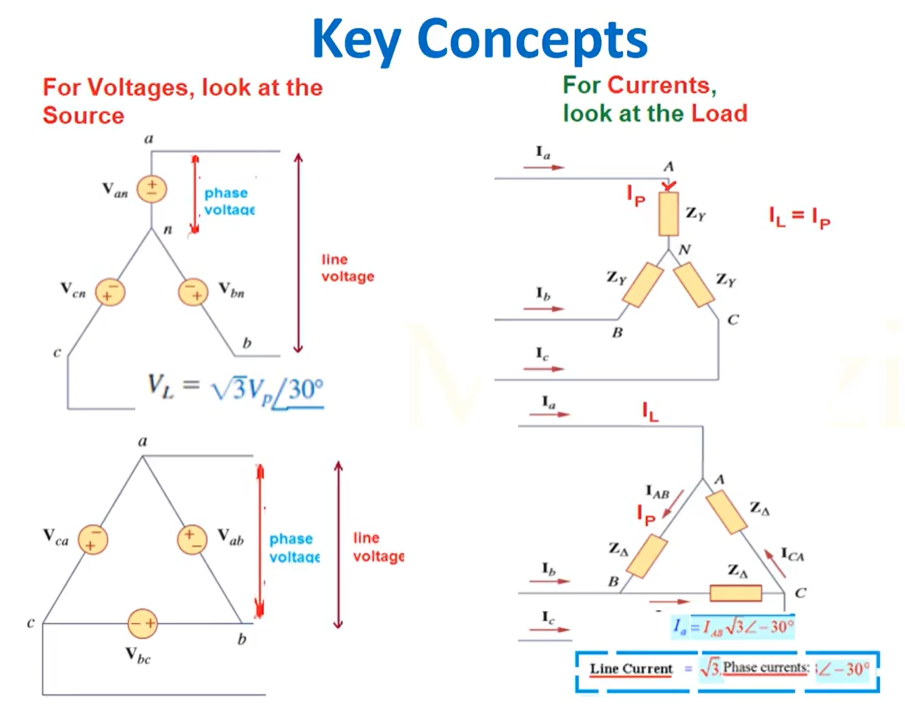 Key Concepts
For Voltages, look at the
Source
a
Van
phase
voltage
n
line
voltage
Vcn
Vbn
b
c
VL = √3Vp∠30°
a
Vca
Vab
phase
voltage
line
voltage
c
b
Vbc
For Currents,
look at the Load
Ia
A
IP
ZY
IL = IP
N
ZY
ZY
Ib
B
C
Ic
Ia
IL
A
IAB
IP
ZΔ
ZΔ
ICA
Ib
B
ZΔ
C
Ic
Ia = IAB √3∠−30°
Line Current = √3 Phase currents: ∠−30°